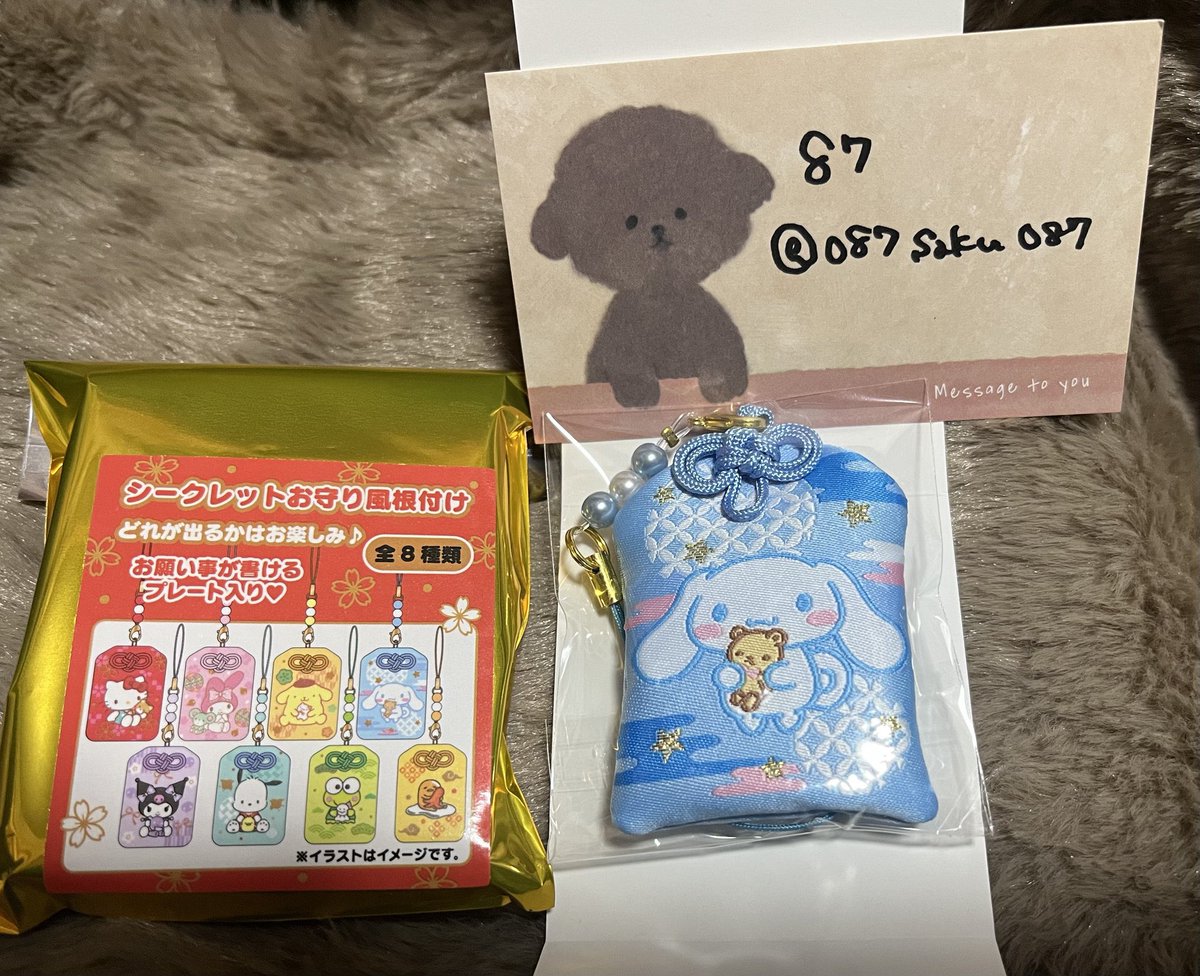 87
@087 Saku 087
Message to you
シークレットお守り風根付け
どれが出るかはお楽しみ♪
全8種類
お願い事が書ける
プレート入り♥
※イラストはイメージです。